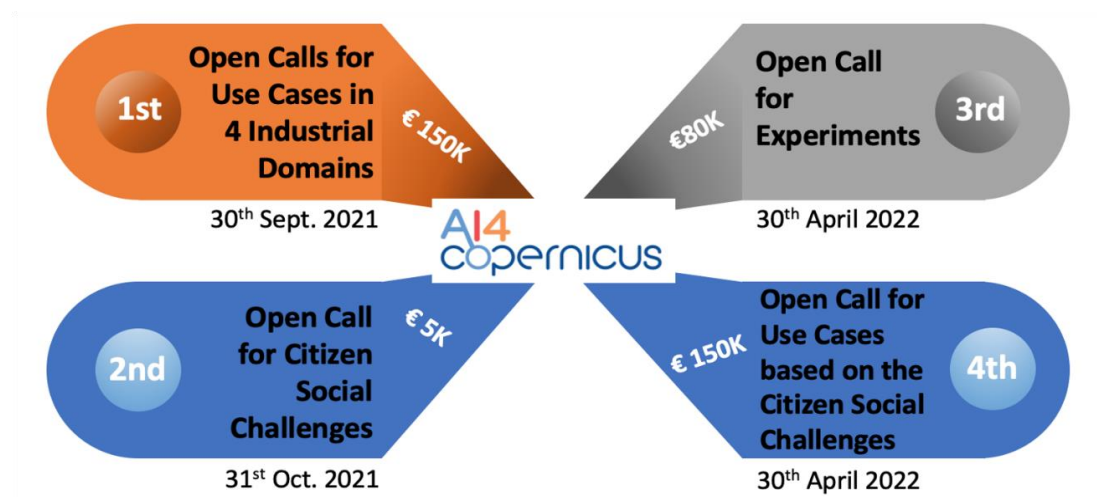 1st
Open Calls for
Use Cases in
4 Industrial
Domains
€ 150K
30th Sept. 2021
Open Call
for
Experiments
€80K
3rd
30th April 2022
AI4
copernicus
2nd
Open Call
for Citizen
Social
Challenges
€ 5K
31st Oct. 2021
Open Call for
Use Cases
based on the
Citizen Social
Challenges
€ 150K
4th
30th April 2022